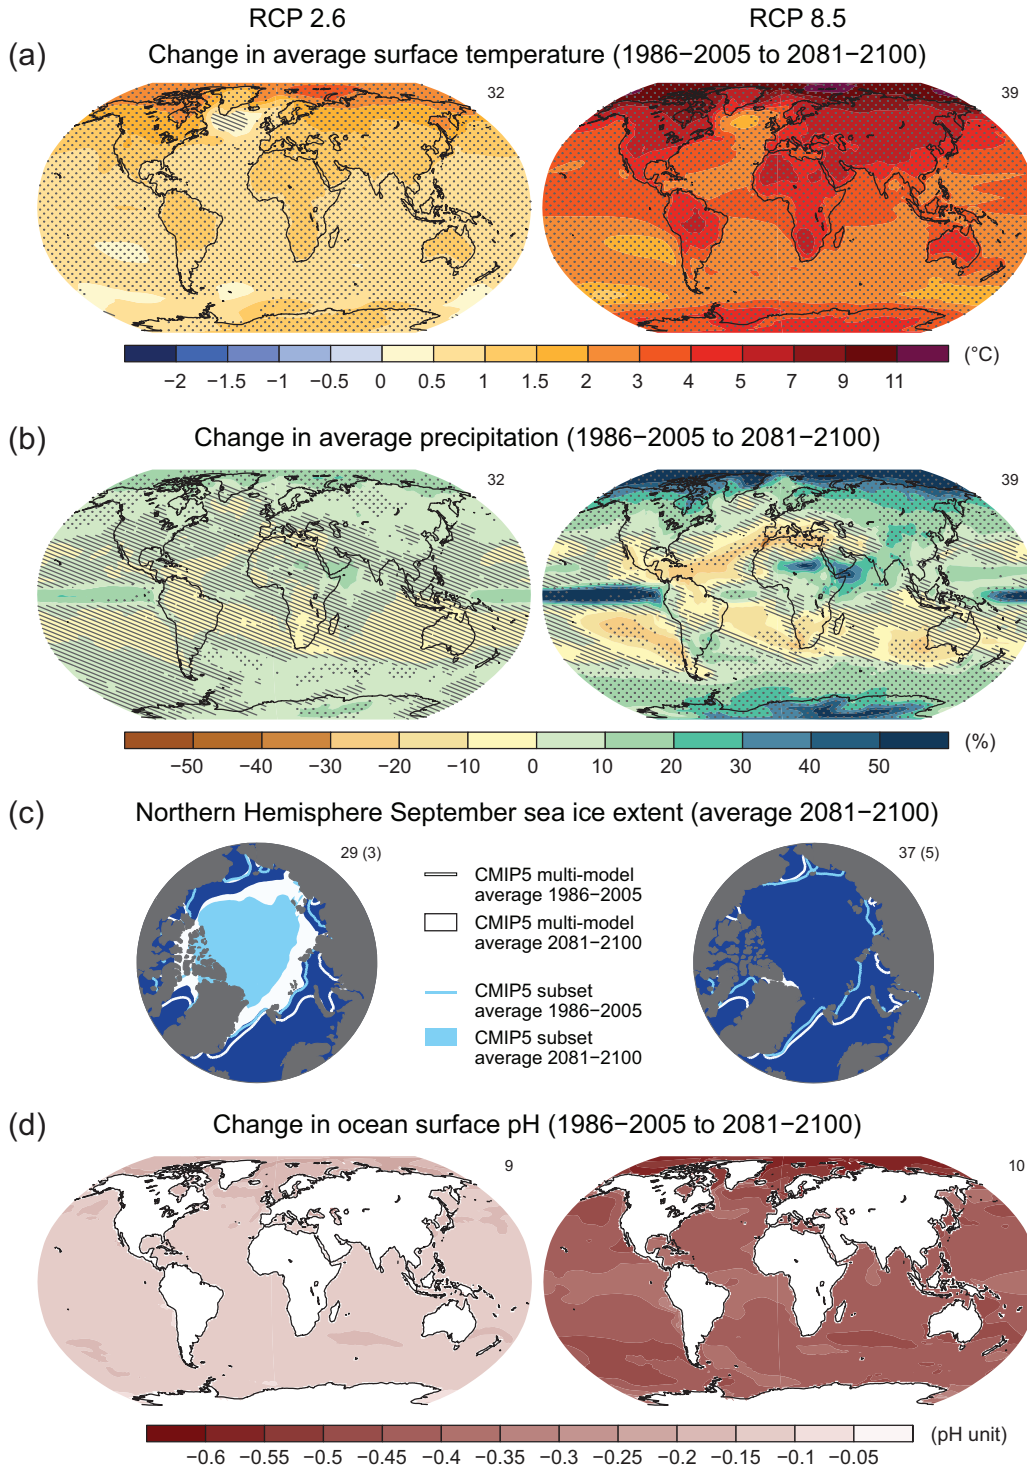 RCP 2.6 RCP 8.5
(a) Change in average surface temperature (1986−2005 to 2081−2100)
32 39
−2 −1.5 −1 −0.5 0 0.5 1 1.5 2 3 4 5 7 9 11 (°C)
(b) Change in average precipitation (1986−2005 to 2081−2100)
32 39
−50 −40 −30 −20 −10 0 10 20 30 40 50 (%)
(c) Northern Hemisphere September sea ice extent (average 2081−2100)
29 (3) 37 (5)
CMIP5 multi-model
average 1986−2005
CMIP5 multi-model
average 2081−2100
CMIP5 subset
average 1986−2005
CMIP5 subset
average 2081−2100
(d) Change in ocean surface pH (1986−2005 to 2081−2100)
9 10
−0.6 −0.55 −0.5 −0.45 −0.4 −0.35 −0.3 −0.25 −0.2 −0.15 −0.1 −0.05 (pH unit)